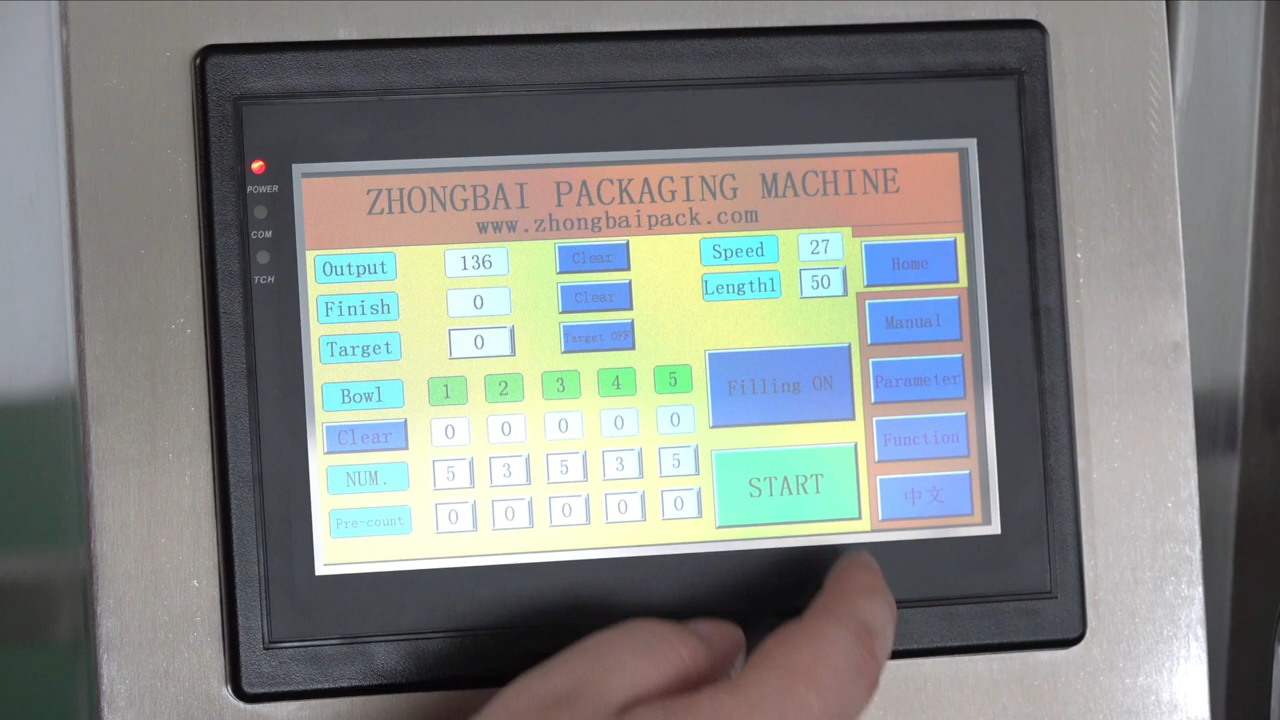 ZHONGBAI PACKAGING MACHINE
www.zhongbaipack.com
POWER
COM
TCH
Output 136 Clear Speed 27 Home
Finish 0 Clear Length1 50
Target 0 Target OFF Manual
Bowl 1 2 3 4 5 Filling ON Parameter
Clear 0 0 0 0 0 Function
NUM. 5 3 5 3 5 START
Pre-count 0 0 0 0 0 中文